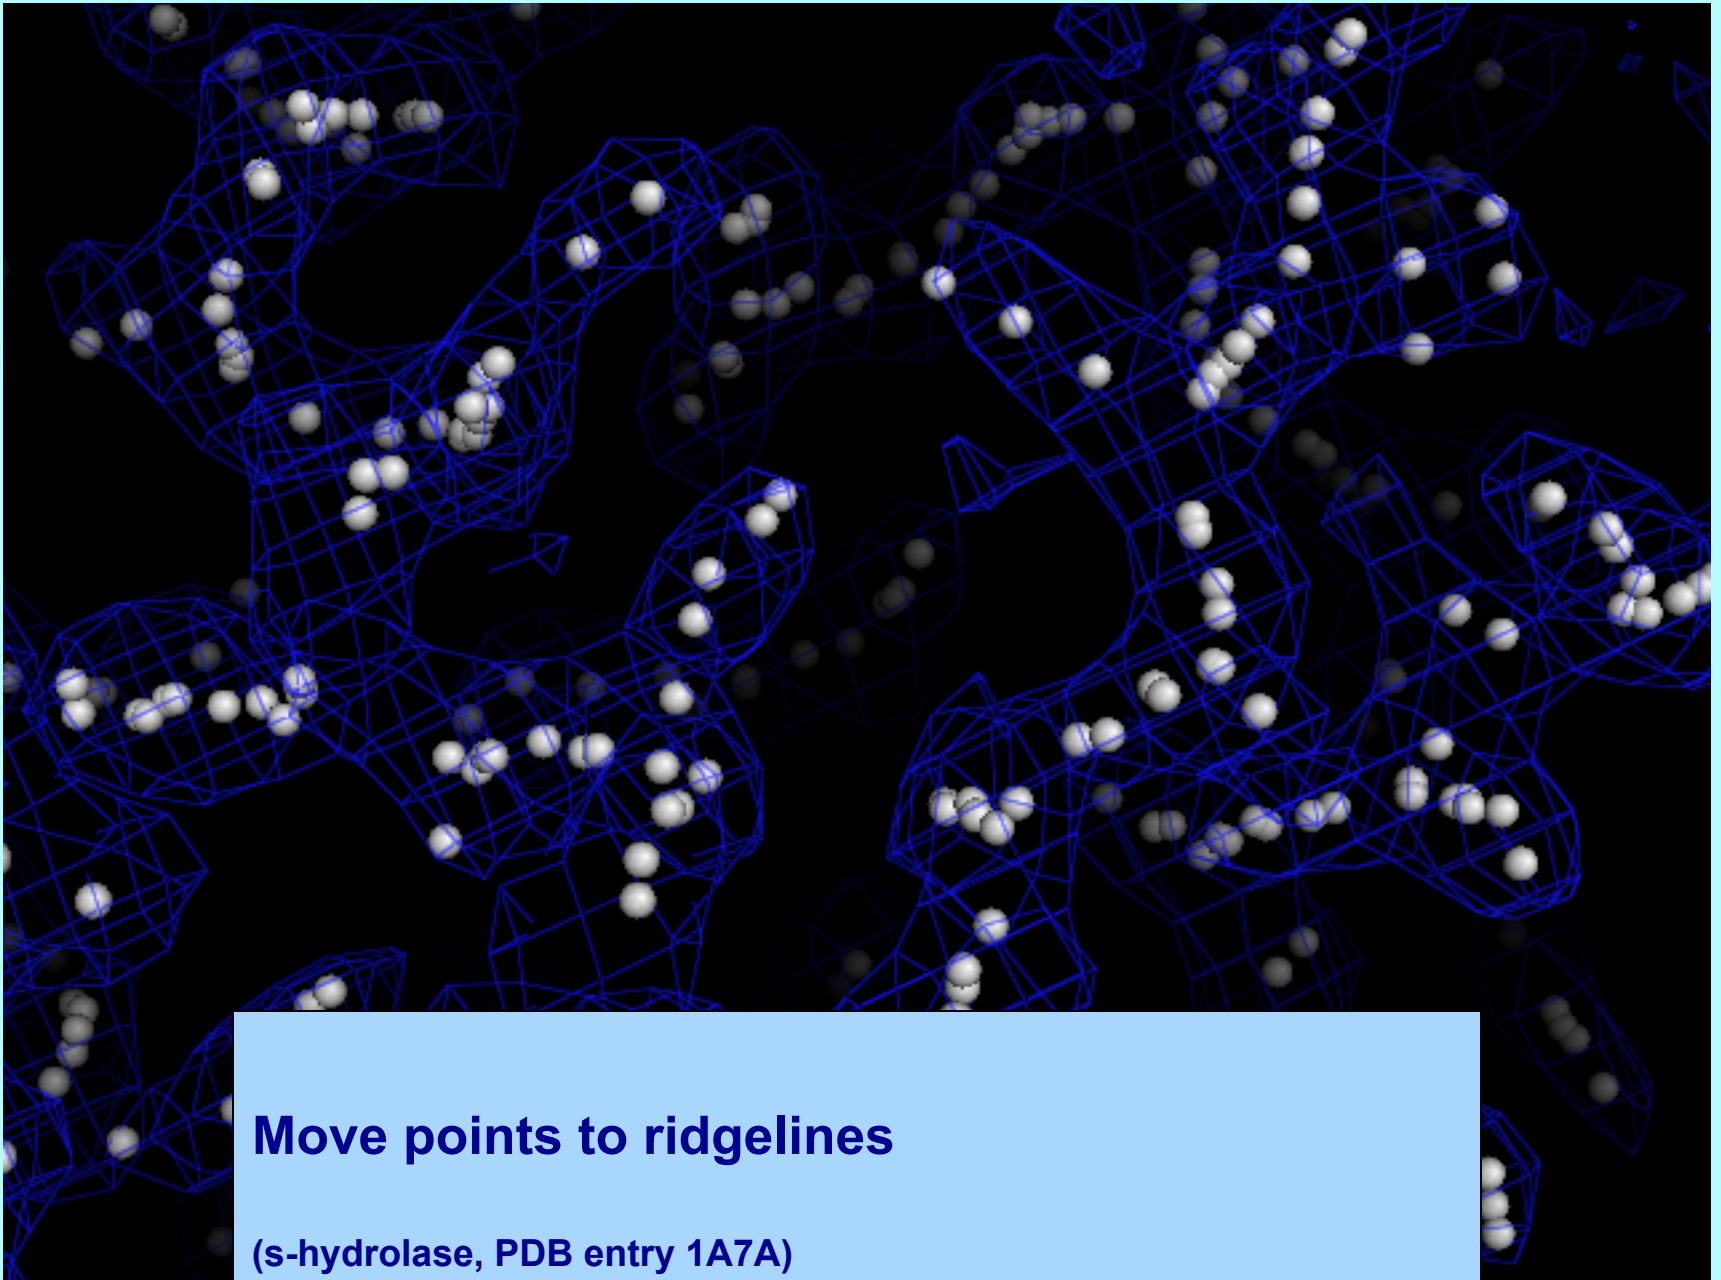 Move points to ridgelines
(s-hydrolase, PDB entry 1A7A)